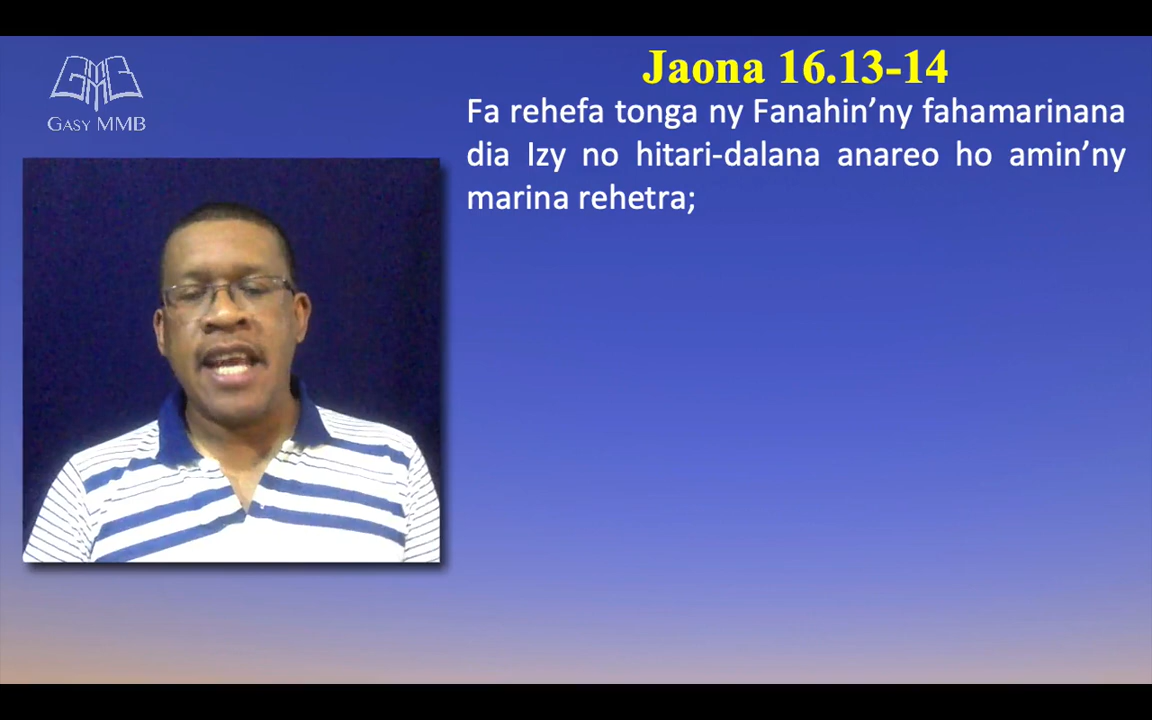 GMMB
GASY MMB
Jaona 16.13-14
Fa rehefa tonga ny Fanahin’ny fahamarinana
dia Izy no hitari-dalana anareo ho amin’ny
marina rehetra;